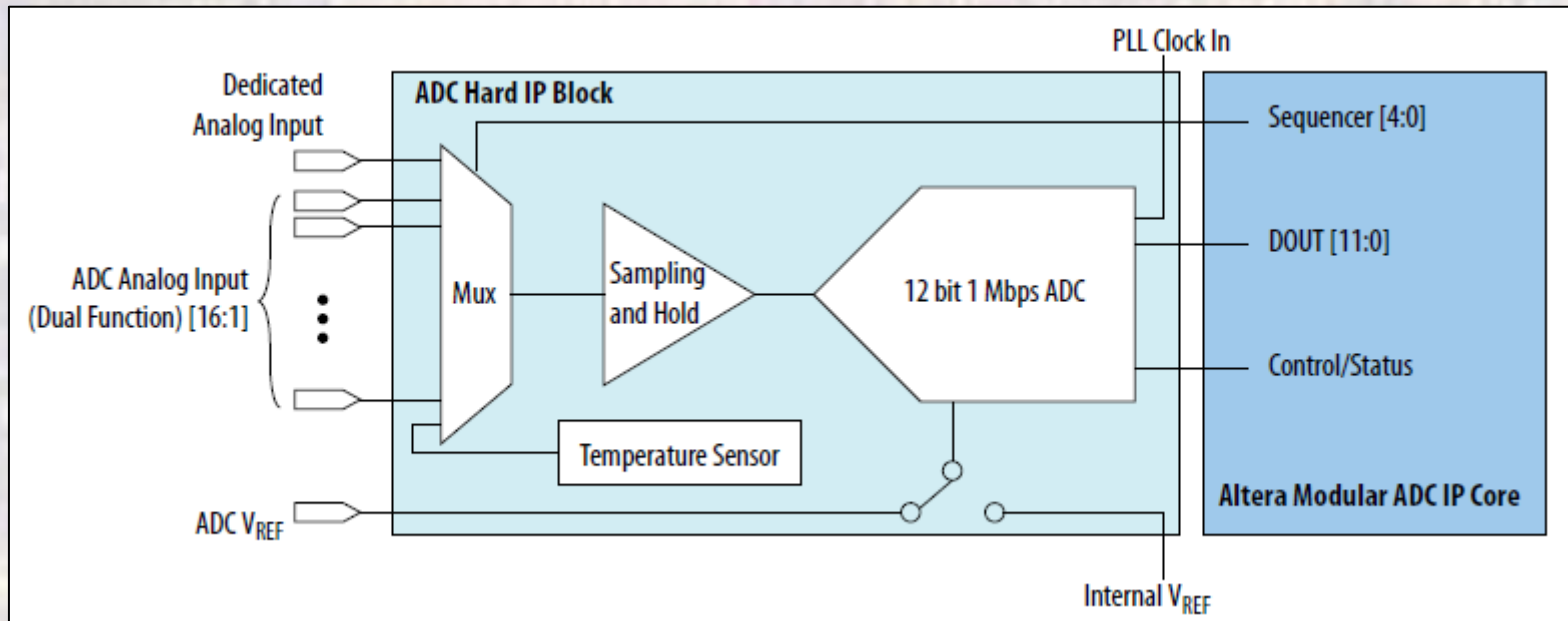 PLL Clock In
Dedicated
Analog Input
ADC Hard IP Block
Sequencer [4:0]
ADC Analog Input
(Dual Function) [16:1]
Mux
Sampling
and Hold
12 bit 1 Mbps ADC
DOUT [11:0]
Control/Status
Temperature Sensor
ADC VREF
Altera Modular ADC IP Core
Internal VREF